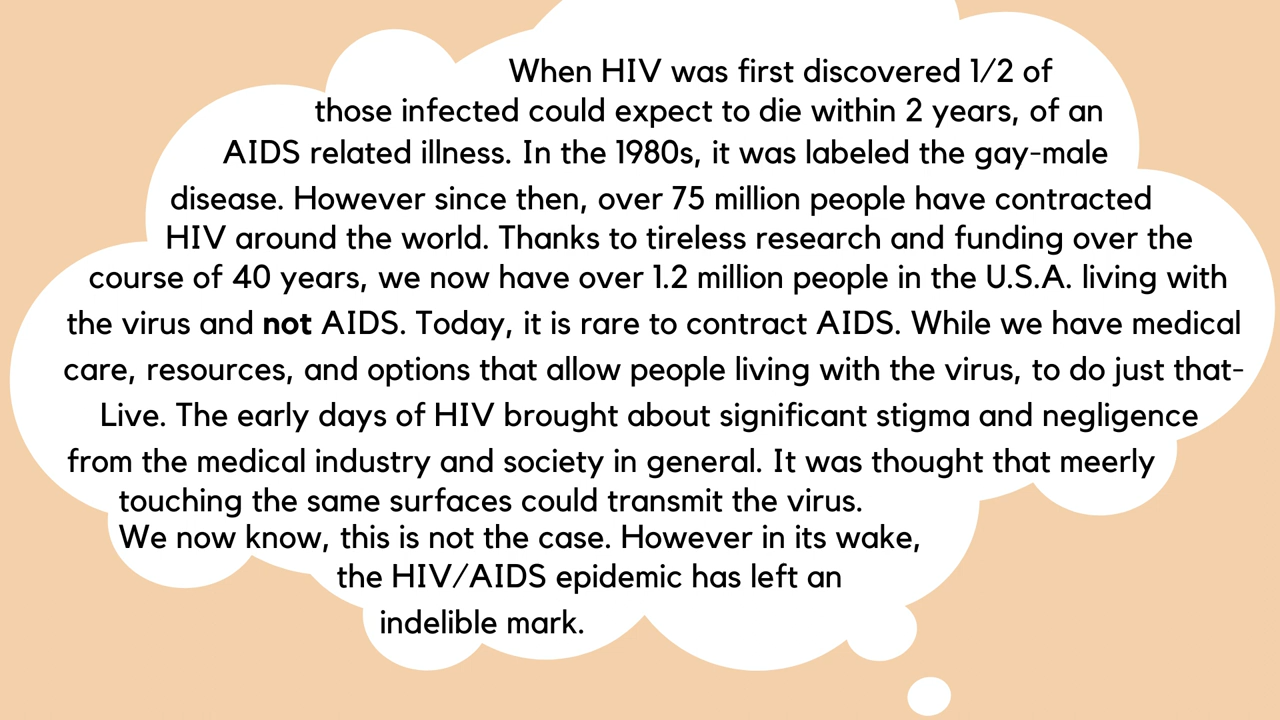 When HIV was first discovered 1/2 of
those infected could expect to die within 2 years, of an
AIDS related illness. In the 1980s, it was labeled the gay-male
disease. However since then, over 75 million people have contracted
HIV around the world. Thanks to tireless research and funding over the
course of 40 years, we now have over 1.2 million people in the U.S.A. living with
the virus and not AIDS. Today, it is rare to contract AIDS. While we have medical
care, resources, and options that allow people living with the virus, to do just that-
Live. The early days of HIV brought about significant stigma and negligence
from the medical industry and society in general. It was thought that meerly
touching the same surfaces could transmit the virus.
We now know, this is not the case. However in its wake,
the HIV/AIDS epidemic has left an
indelible mark.